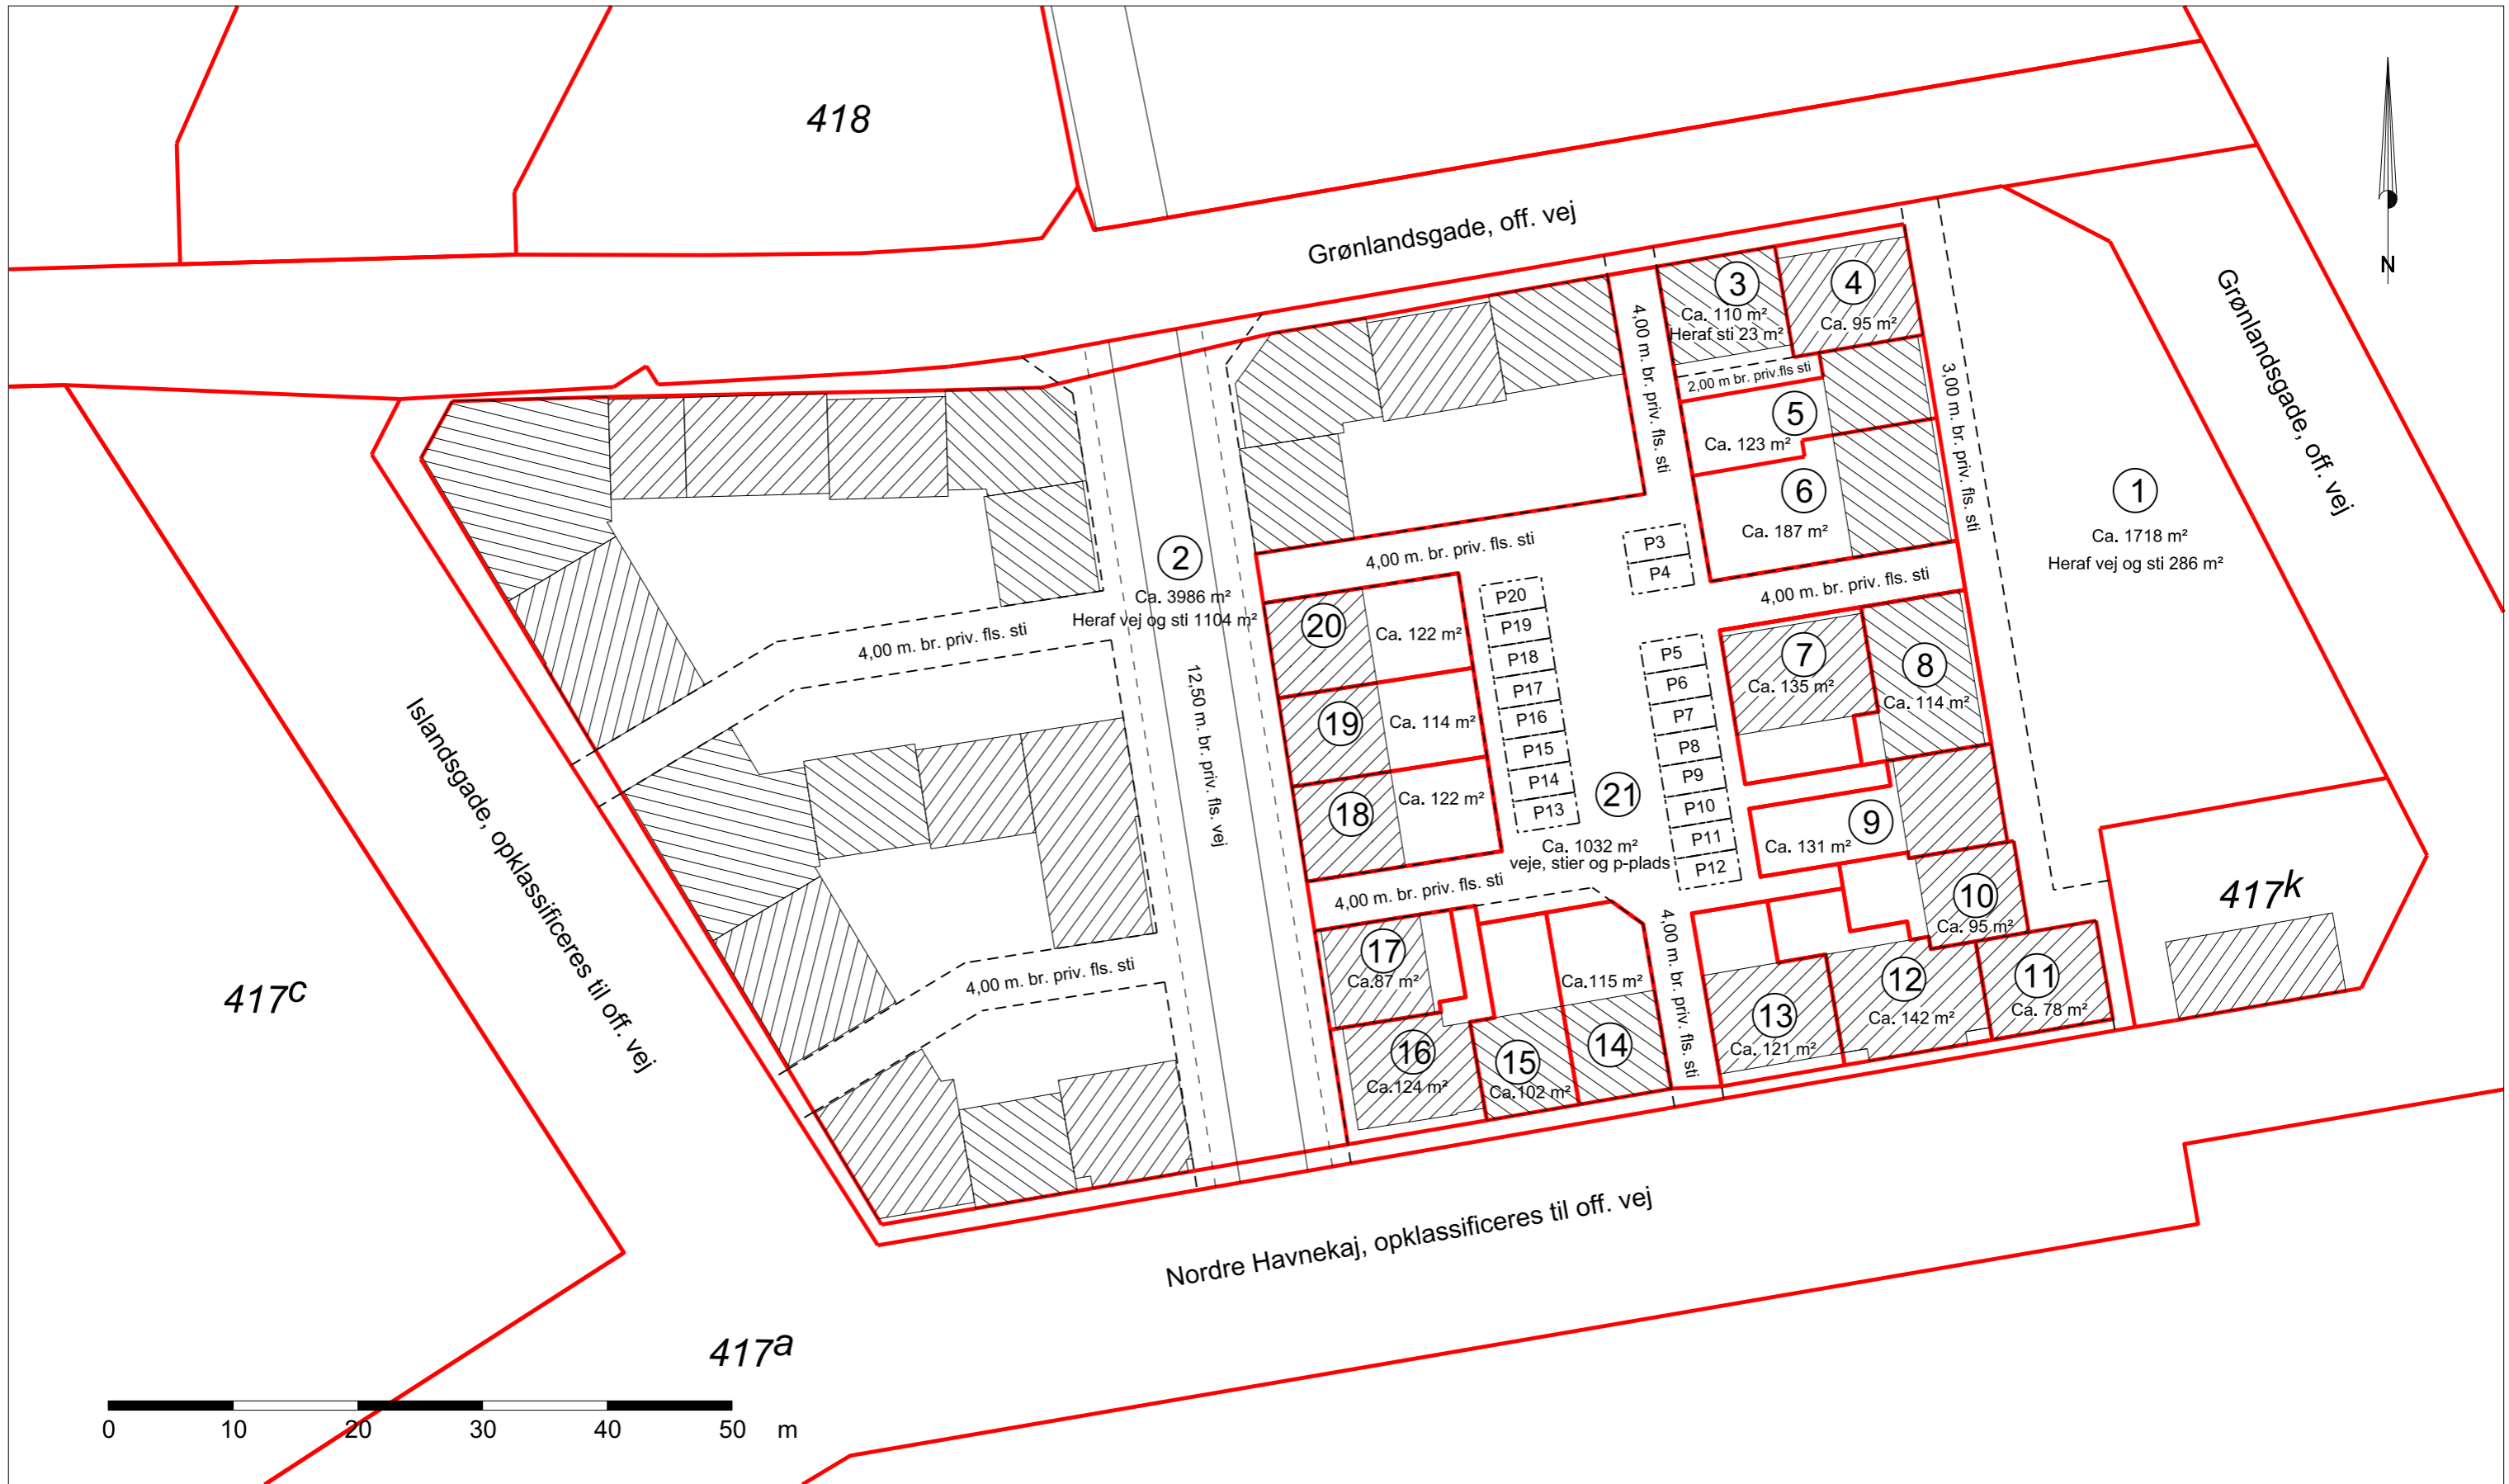 418
Grønlandsgade, off. vej
N
3
Ca. 110 m²
Heraf sti 23 m²
4
Ca. 95 m²
4,00 m. br. priv. fls. sti
2,00 m br. priv.fls sti
3,00 m. br. priv. fls. sti
Grønlandsgade, off. vej
5
Ca. 123 m²
6
Ca. 187 m²
1
Ca. 1718 m²
Heraf vej og sti 286 m²
2
Ca. 3986 m²
Heraf vej og sti 1104 m²
4,00 m. br. priv. fls. sti
P3
P4
4,00 m. br. priv. fls. sti
4,00 m. br. priv. fls. sti
12,50 m. br. priv. fls. vej
20
Ca. 122 m²
19
Ca. 114 m²
18
Ca. 122 m²
P20
P19
P18
P17
P16
P15
P14
P13
P5
P6
P7
P8
P9
P10
P11
P12
7
Ca. 135 m²
8
Ca. 114 m²
21
Ca. 1032 m²
veje, stier og p-plads
9
Ca. 131 m²
10
Ca. 95 m²
417k
Islandsgade, opklassificeres til off. vej
4,00 m. br. priv. fls. sti
4,00 m. br. priv. fls. sti
4,00 m. br. priv. fls. sti
17
Ca.87 m²
16
Ca.124 m²
15
Ca.102 m²
Ca.115 m²
14
13
Ca. 121 m²
12
Ca. 142 m²
11
Ca. 78 m²
417c
Nordre Havnekaj, opklassificeres til off. vej
417a
0 10 20 30 40 50 m